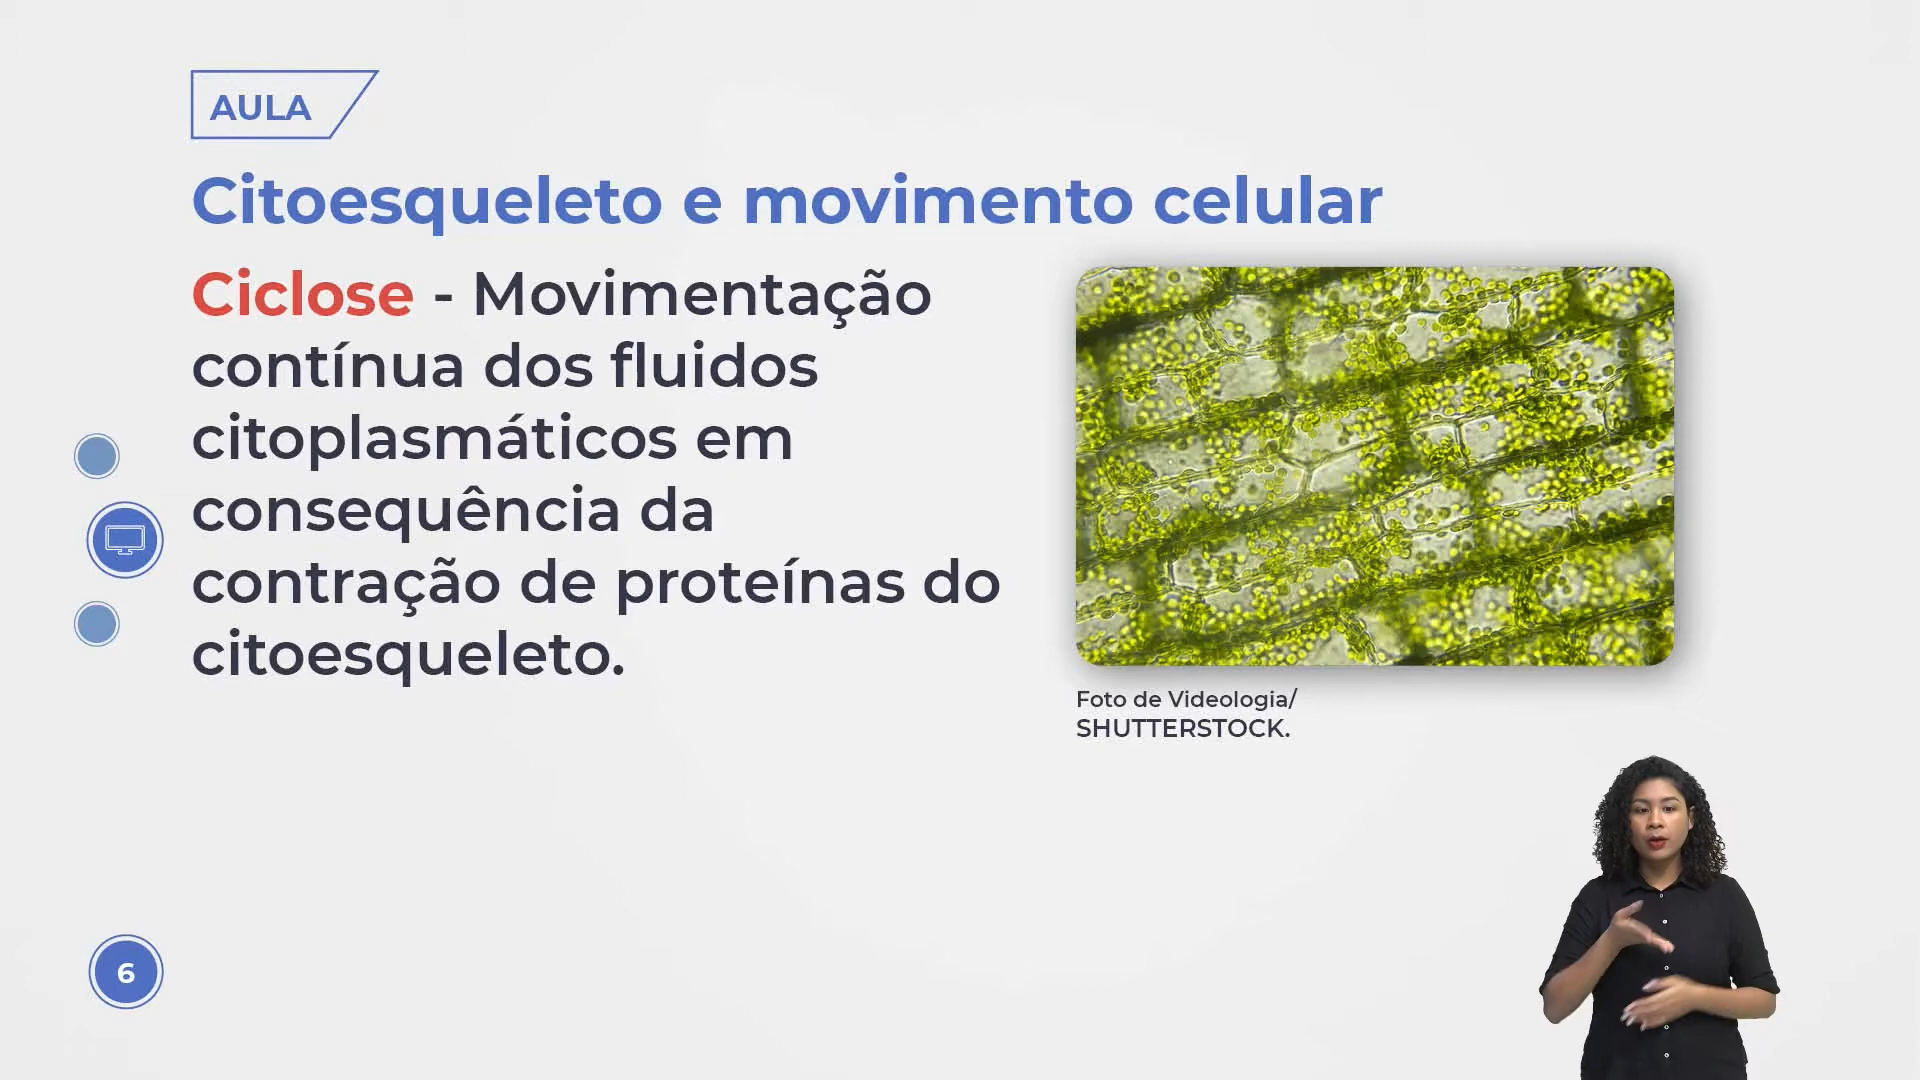 AULA
Citoesqueleto e movimento celular
Ciclose - Movimentação
contínua dos fluidos
citoplasmáticos em
consequência da
contração de proteínas do
citoesqueleto.
Foto de Videologia/
SHUTTERSTOCK.
6